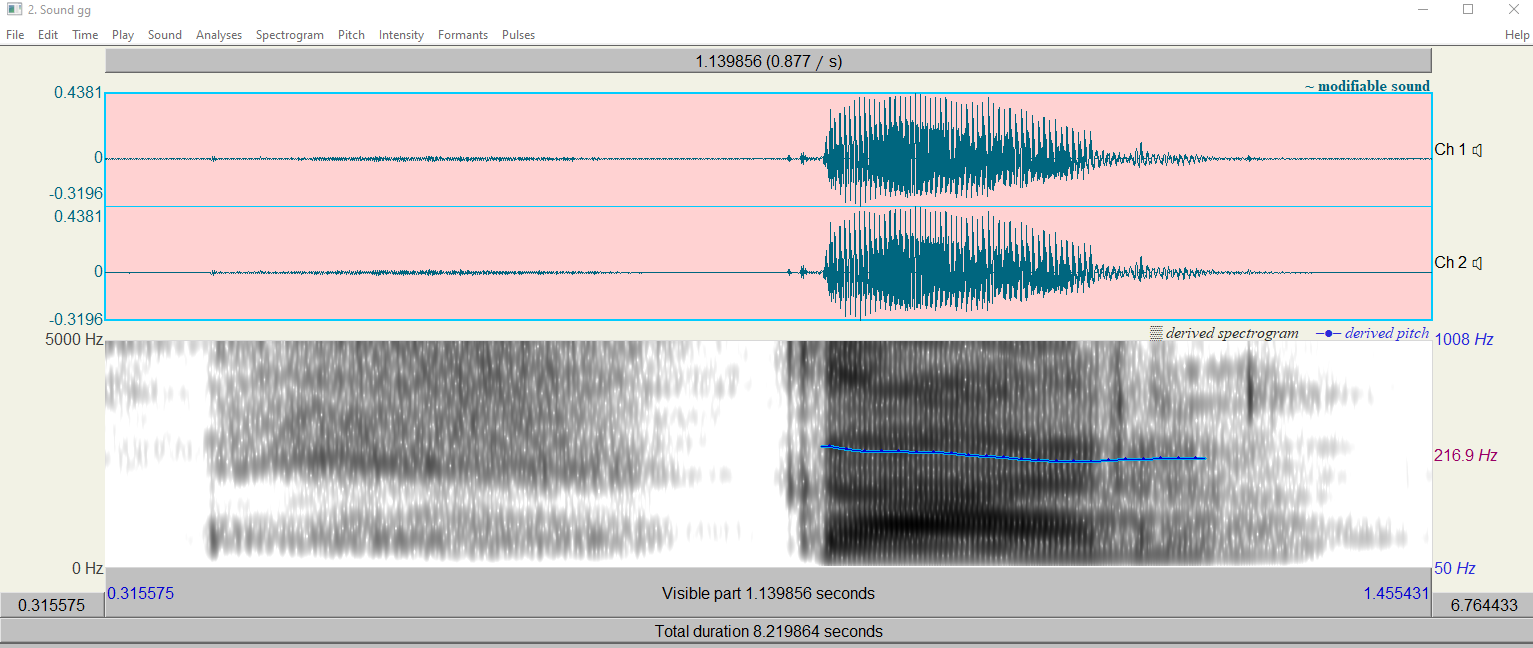 2. Sound gg
File Edit Time Play Sound Analyses Spectrogram Pitch Intensity Formants Pulses Help
1.139856 (0.877 / s)
~ modifiable sound
0.4381
0
-0.3196
Ch 1
0.4381
0
-0.3196
Ch 2
derived spectrogram derived pitch
5000 Hz
1008 Hz
216.9 Hz
0 Hz
50 Hz
0.315575 Visible part 1.139856 seconds 1.455431
0.315575 6.764433
Total duration 8.219864 seconds